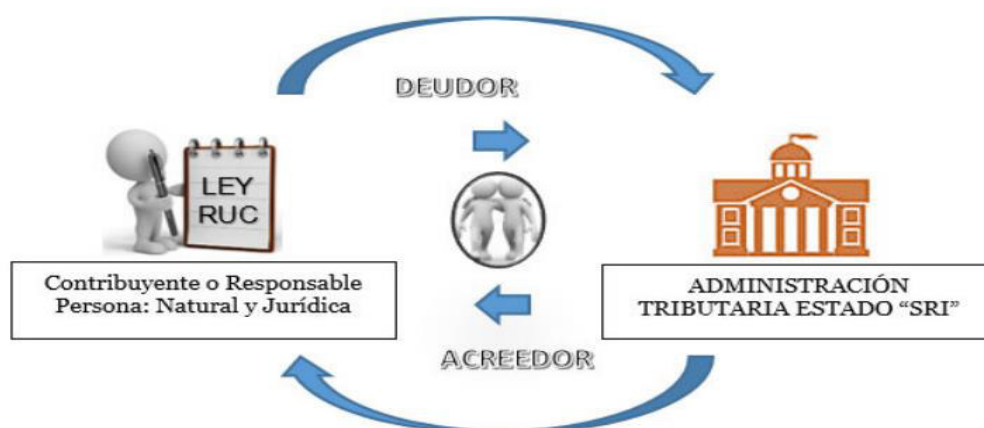 DEUDOR
LEY
RUC
Contribuyente o Responsable
Persona: Natural y Jurídica
ADMINISTRACIÓN
TRIBUTARIA ESTADO “SRI”
ACREEDOR